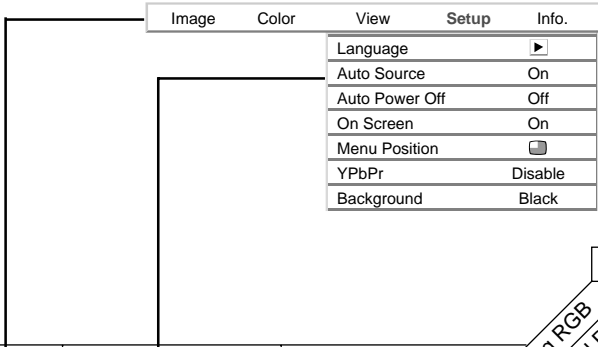 Image Color View Setup Info.
Language
Auto Source On
Auto Power Off Off
On Screen On
Menu Position
YPbPr Disable
Background Black
RGB